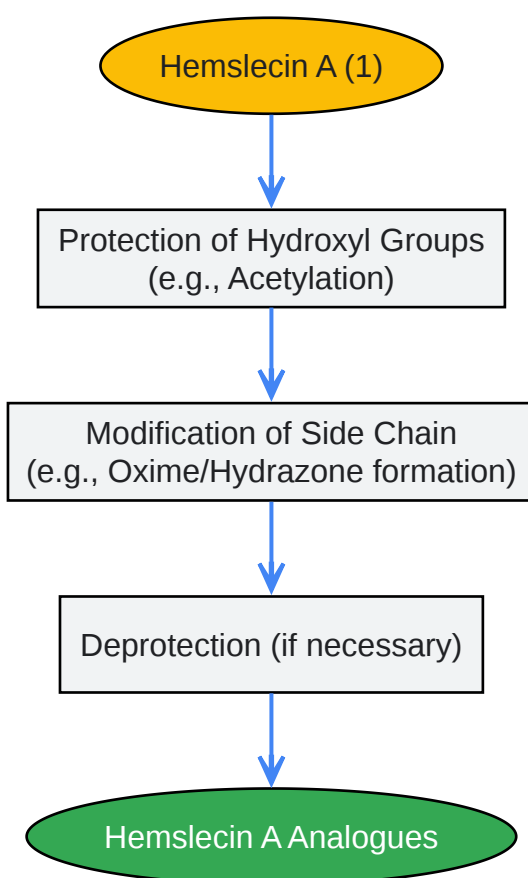 Hemslecin A (1)
Protection of Hydroxyl Groups
(e.g., Acetylation)
Modification of Side Chain
(e.g., Oxime/Hydrazone formation)
Deprotection (if necessary)
Hemslecin A Analogues